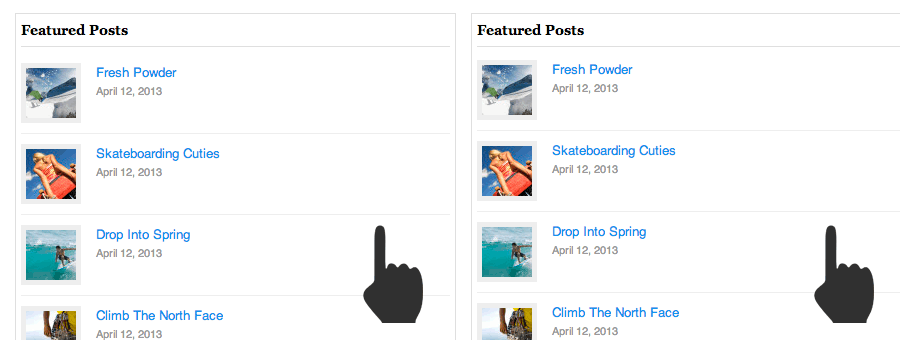 Featured Posts
Fresh Powder
April 12, 2013
Skateboarding Cuties
April 12, 2013
Drop Into Spring
April 12, 2013
Climb The North Face
April 12, 2013
Featured Posts
Fresh Powder
April 12, 2013
Skateboarding Cuties
April 12, 2013
Drop Into Spring
April 12, 2013
Climb The North Face
April 12, 2013